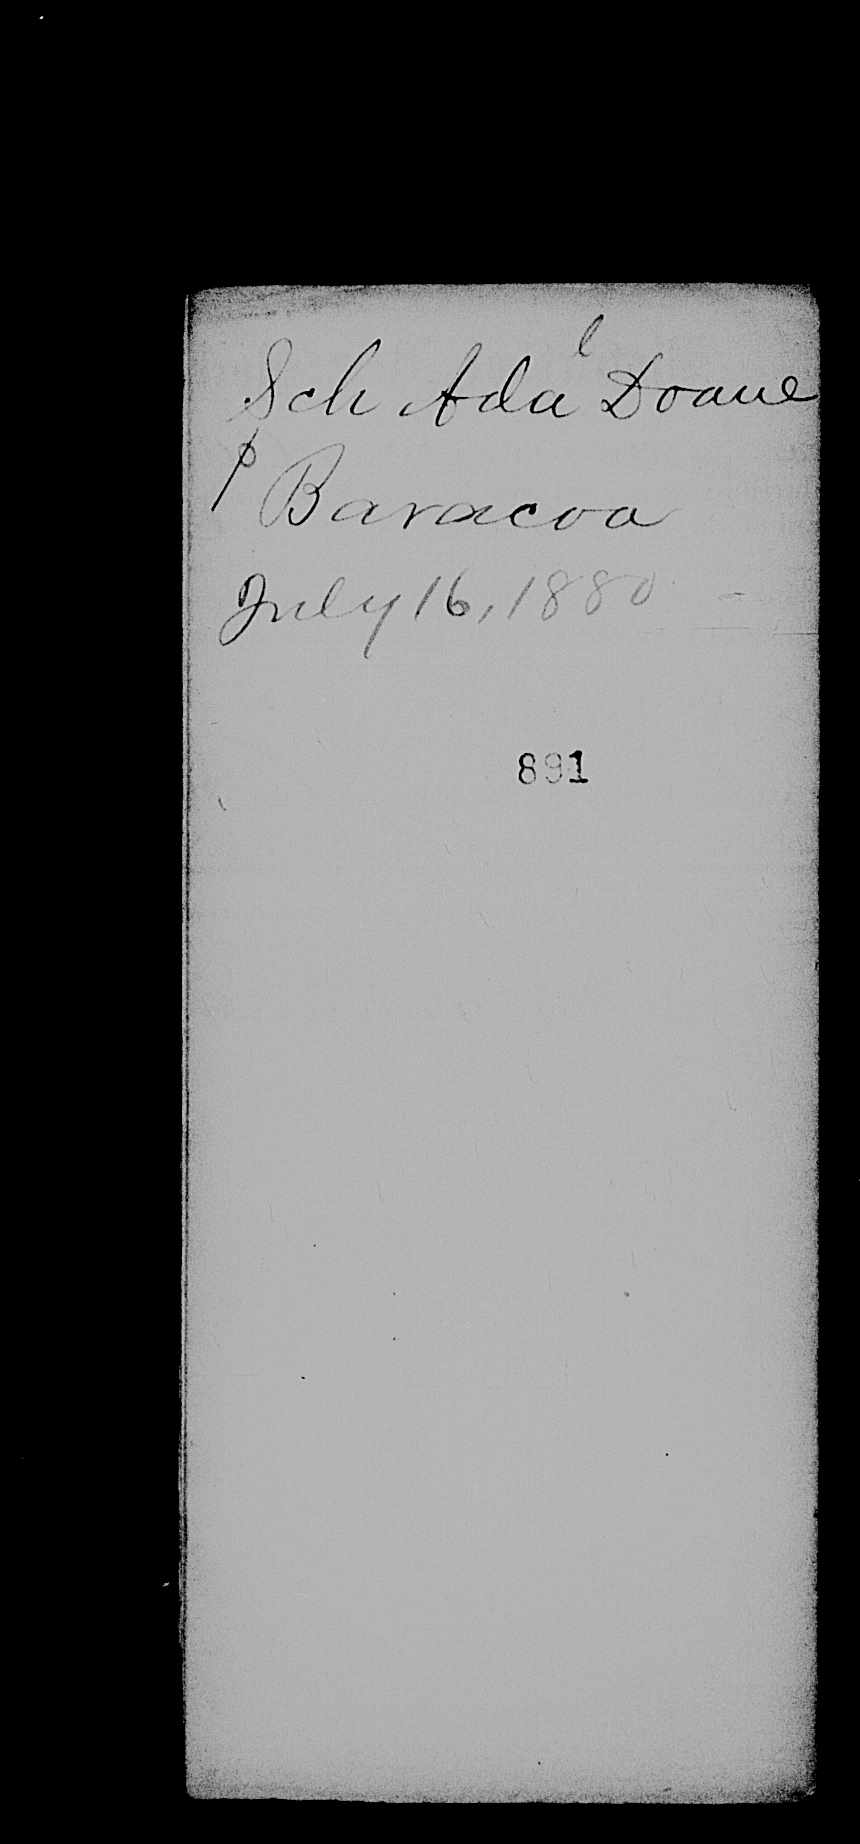 Sch Ada l Doane
p Baracoa
July 16, 1880
891